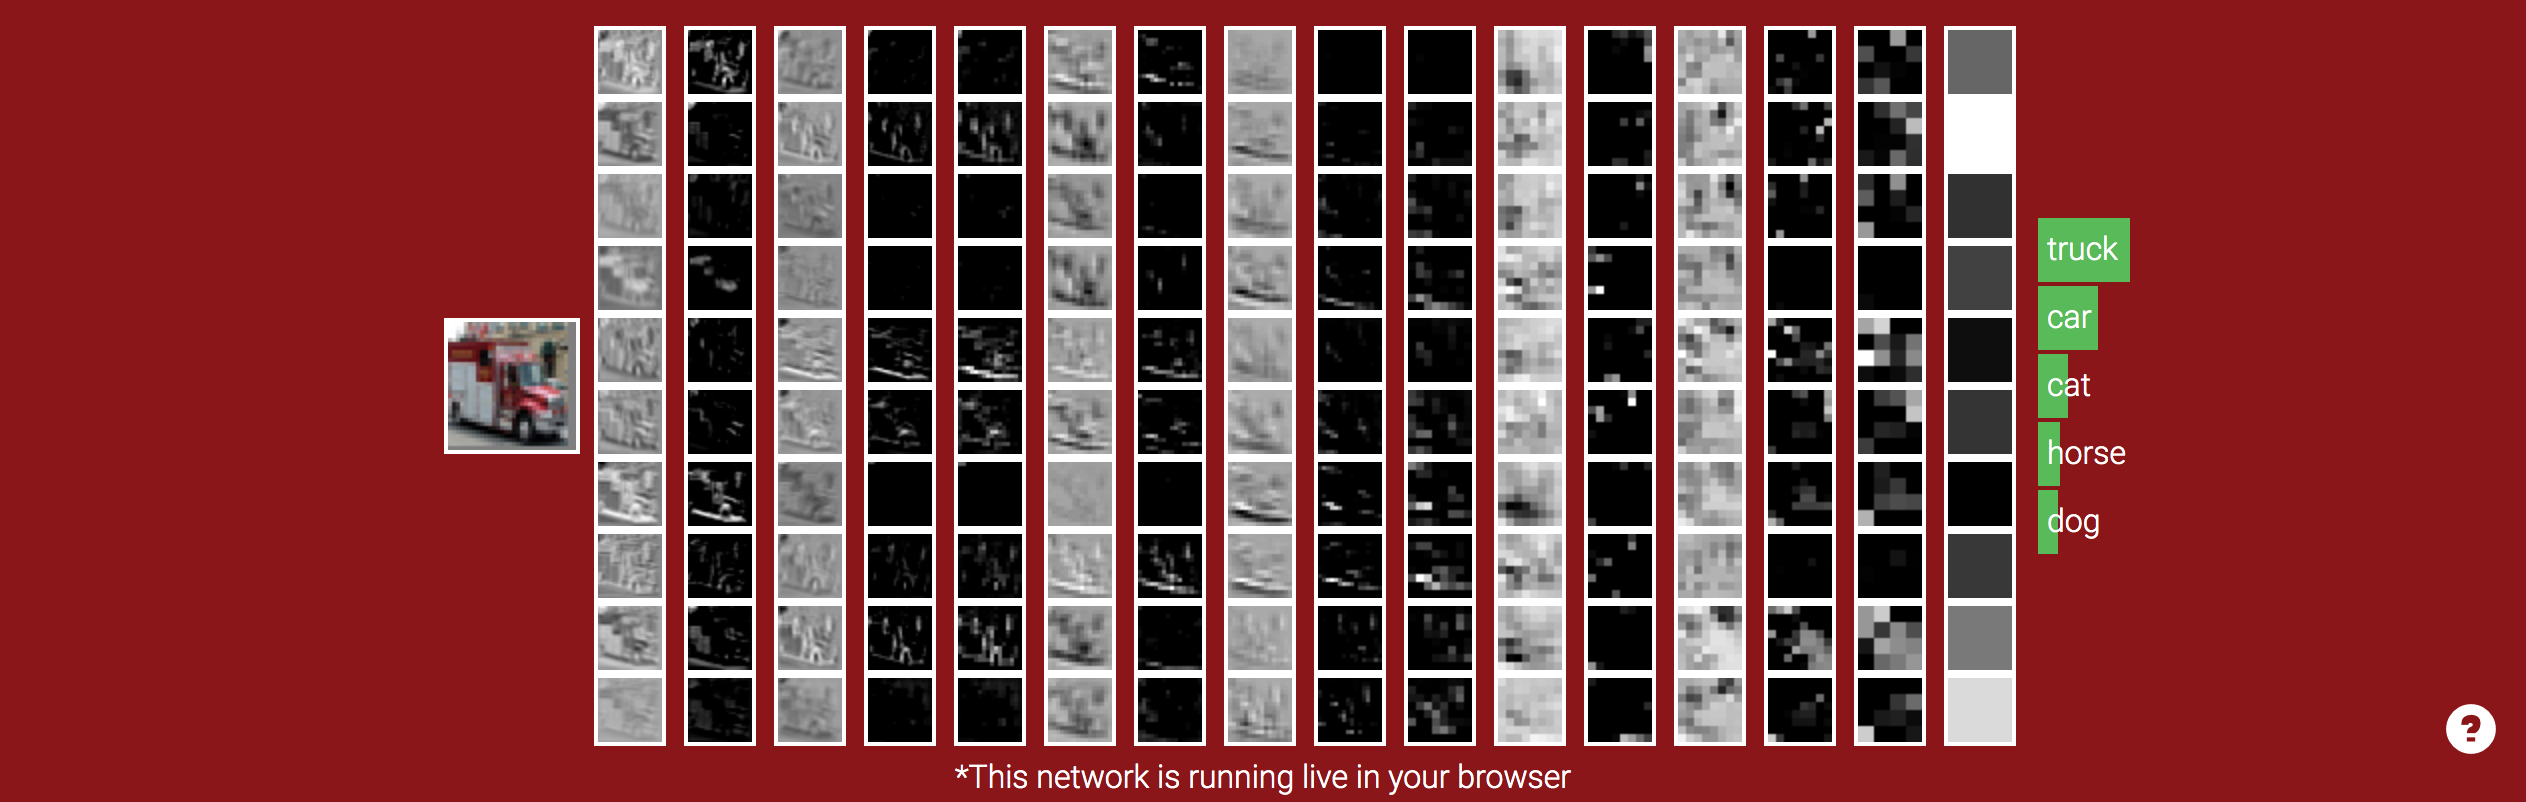 truck
car
cat
horse
dog
?
*This network is running live in your browser